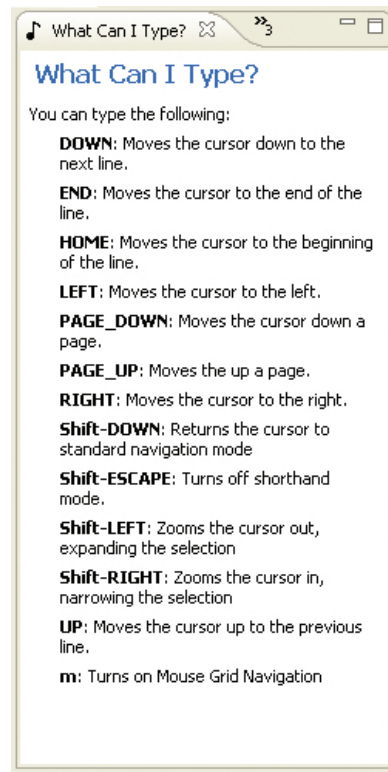 What Can I Type? »3
What Can I Type?
You can type the following:
DOWN: Moves the cursor down to the
next line.
END: Moves the cursor to the end of the
line.
HOME: Moves the cursor to the beginning
of the line.
LEFT: Moves the cursor to the left.
PAGE_DOWN: Moves the cursor down a
page.
PAGE_UP: Moves the up a page.
RIGHT: Moves the cursor to the right.
Shift-DOWN: Returns the cursor to
standard navigation mode
Shift-ESCAPE: Turns off shorthand
mode.
Shift-LEFT: Zooms the cursor out,
expanding the selection
Shift-RIGHT: Zooms the cursor in,
narrowing the selection
UP: Moves the cursor up to the previous
line.
m: Turns on Mouse Grid Navigation